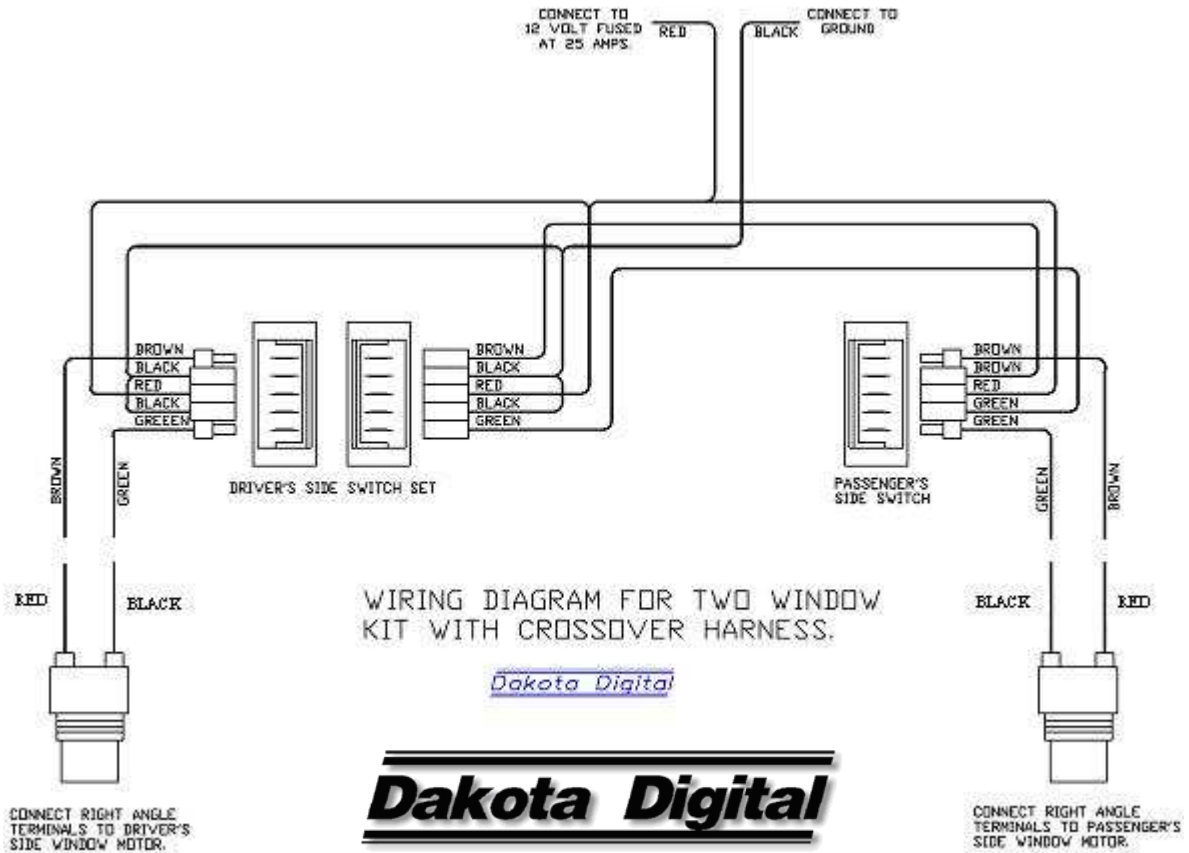 CONNECT TO
12 VOLT FUSED
AT 25 AMPS.
RED
BLACK
CONNECT TO
GROUND
BROWN
BLACK
RED
BLACK
GREEEN
BROWN
BLACK
RED
BLACK
GREEN
BROWN
BROWN
RED
GREEN
GREEN
DRIVER'S SIDE SWITCH SET
PASSENGER'S
SIDE SWITCH
BROWN
GREEN
GREEN
BROWN
RED
BLACK
BLACK
RED
WIRING DIAGRAM FOR TWO WINDOW
KIT WITH CROSSOVER HARNESS.
Dakota Digital
Dakota Digital
CONNECT RIGHT ANGLE
TERMINALS TO DRIVER'S
SIDE WINDOW MOTOR.
CONNECT RIGHT ANGLE
TERMINALS TO PASSENGER'S
SIDE WINDOW MOTOR.